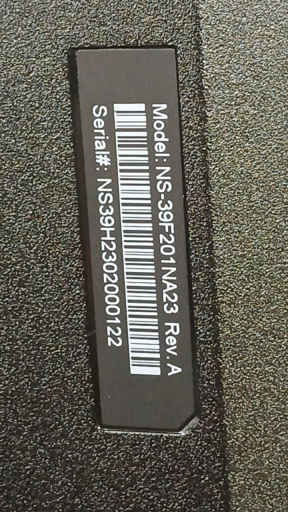 Model: NS-39F201NA23 Rev. A
Serial#: NS39H2302000122